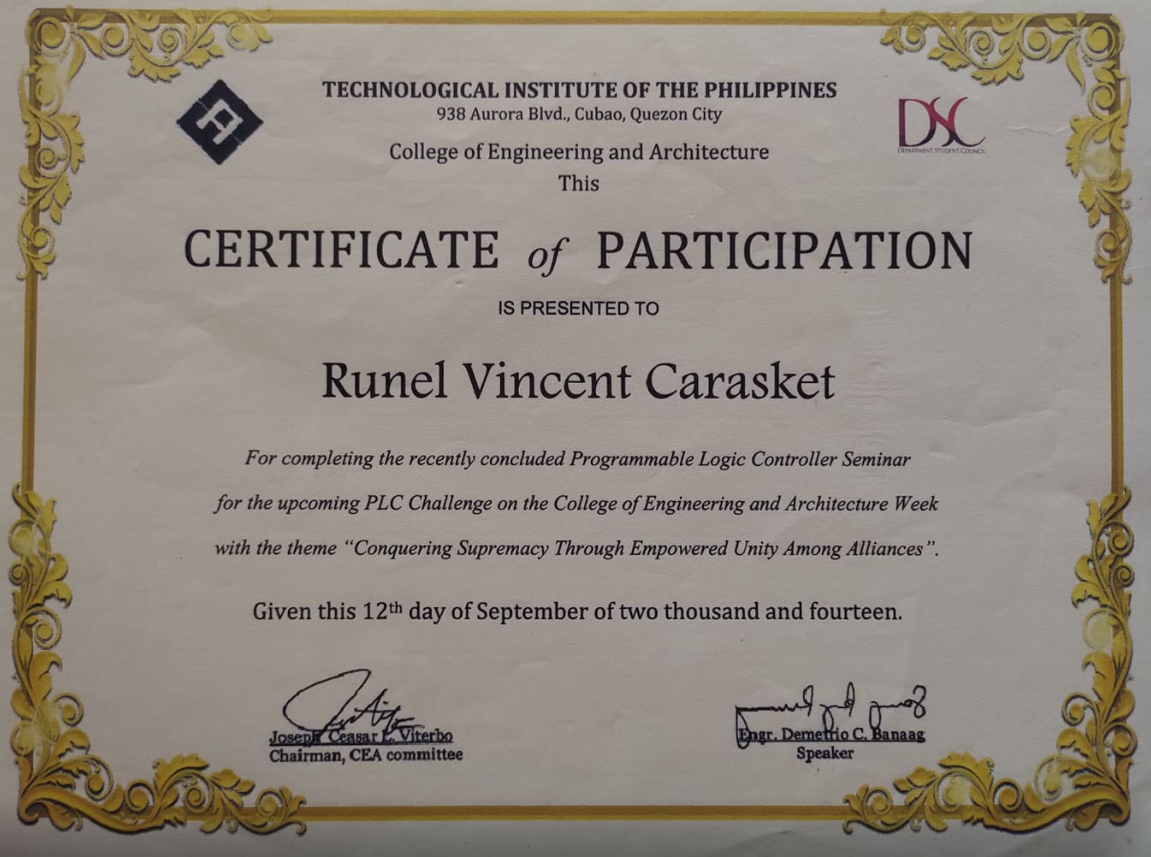 TECHNOLOGICAL INSTITUTE OF THE PHILIPPINES
938 Aurora Blvd., Cubao, Quezon City
DSC
DEPARTMENT STUDENT COUNCIL
College of Engineering and Architecture
This
CERTIFICATE of PARTICIPATION
IS PRESENTED TO
Runel Vincent Carasket
For completing the recently concluded Programmable Logic Controller Seminar
for the upcoming PLC Challenge on the College of Engineering and Architecture Week
with the theme “Conquering Supremacy Through Empowered Unity Among Alliances”.
Given this 12th day of September of two thousand and fourteen.
Joseph Ceasar Viterbo
Chairman, CEA committee
Engr. Demetrio C. Banaag
Speaker